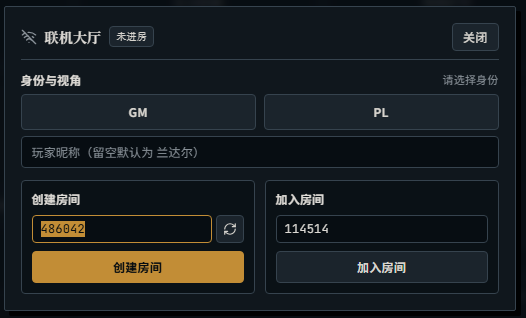 联机大厅 未进房 关闭
身份与视角 请选择身份
GM PL
玩家昵称（留空默认为 兰达尔）
创建房间 加入房间
486042 114514
创建房间 加入房间